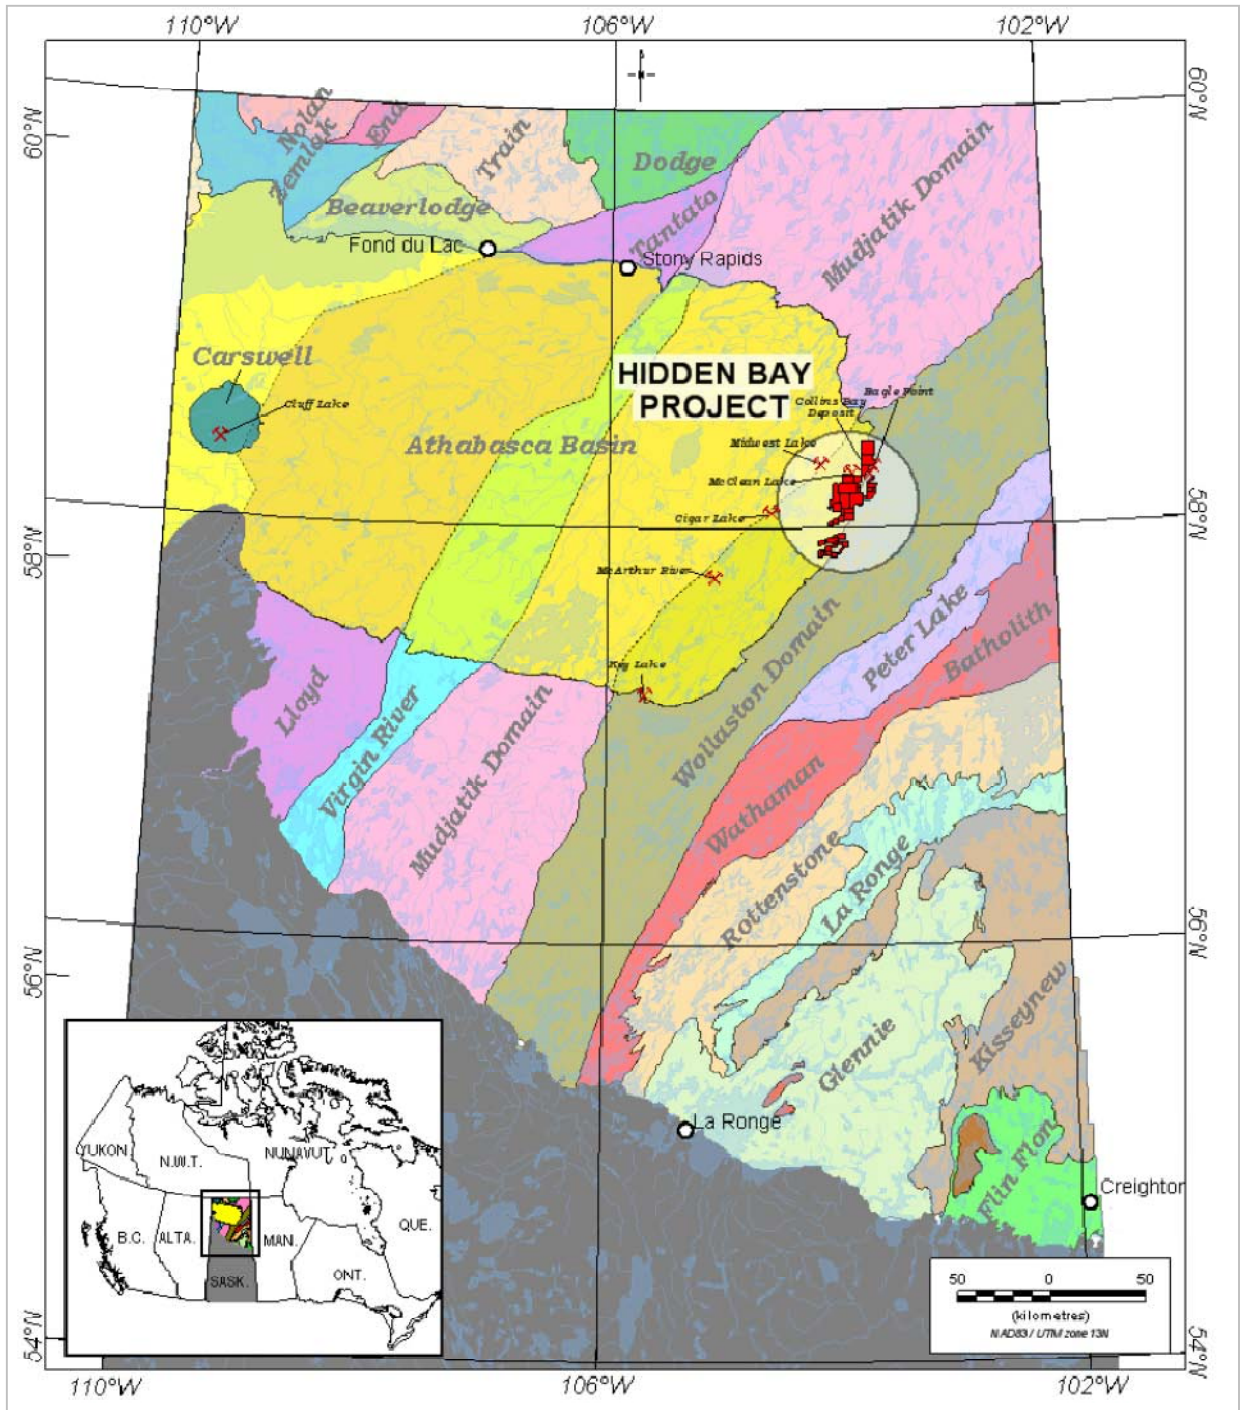 110°W 106°W 102°W
60°N
60°N
Nolan
Zemlak
Ena
Train
Dodge
Mudjatik Domain
Beaverlodge
Tantato
Fond du Lac
Stony Rapids
Carswell
Cluff Lake
HIDDEN BAY
PROJECT
Collins Bay
Deposit
Eagle Point
Athabasca Basin
Midwest Lake
McClean Lake
Cigar Lake
58°N
58°N
McArthur River
Key Lake
Wollaston Domain
Peter Lake
Batholith
Lloyd
Virgin River
Mudjatik Domain
Wathaman
Rottenstone
La Ronge
56°N
56°N
Kisseynew
Glennie
La Ronge
Flin Flon
Creighton
YUKON
N.W.T.
NUNAVUT
B.C.
ALTA.
SASK.
MAN.
ONT.
QUE.
50 0 50
(kilometres)
NAD83 / UTM zone 13N
54°N
54°N
110°W 106°W 102°W